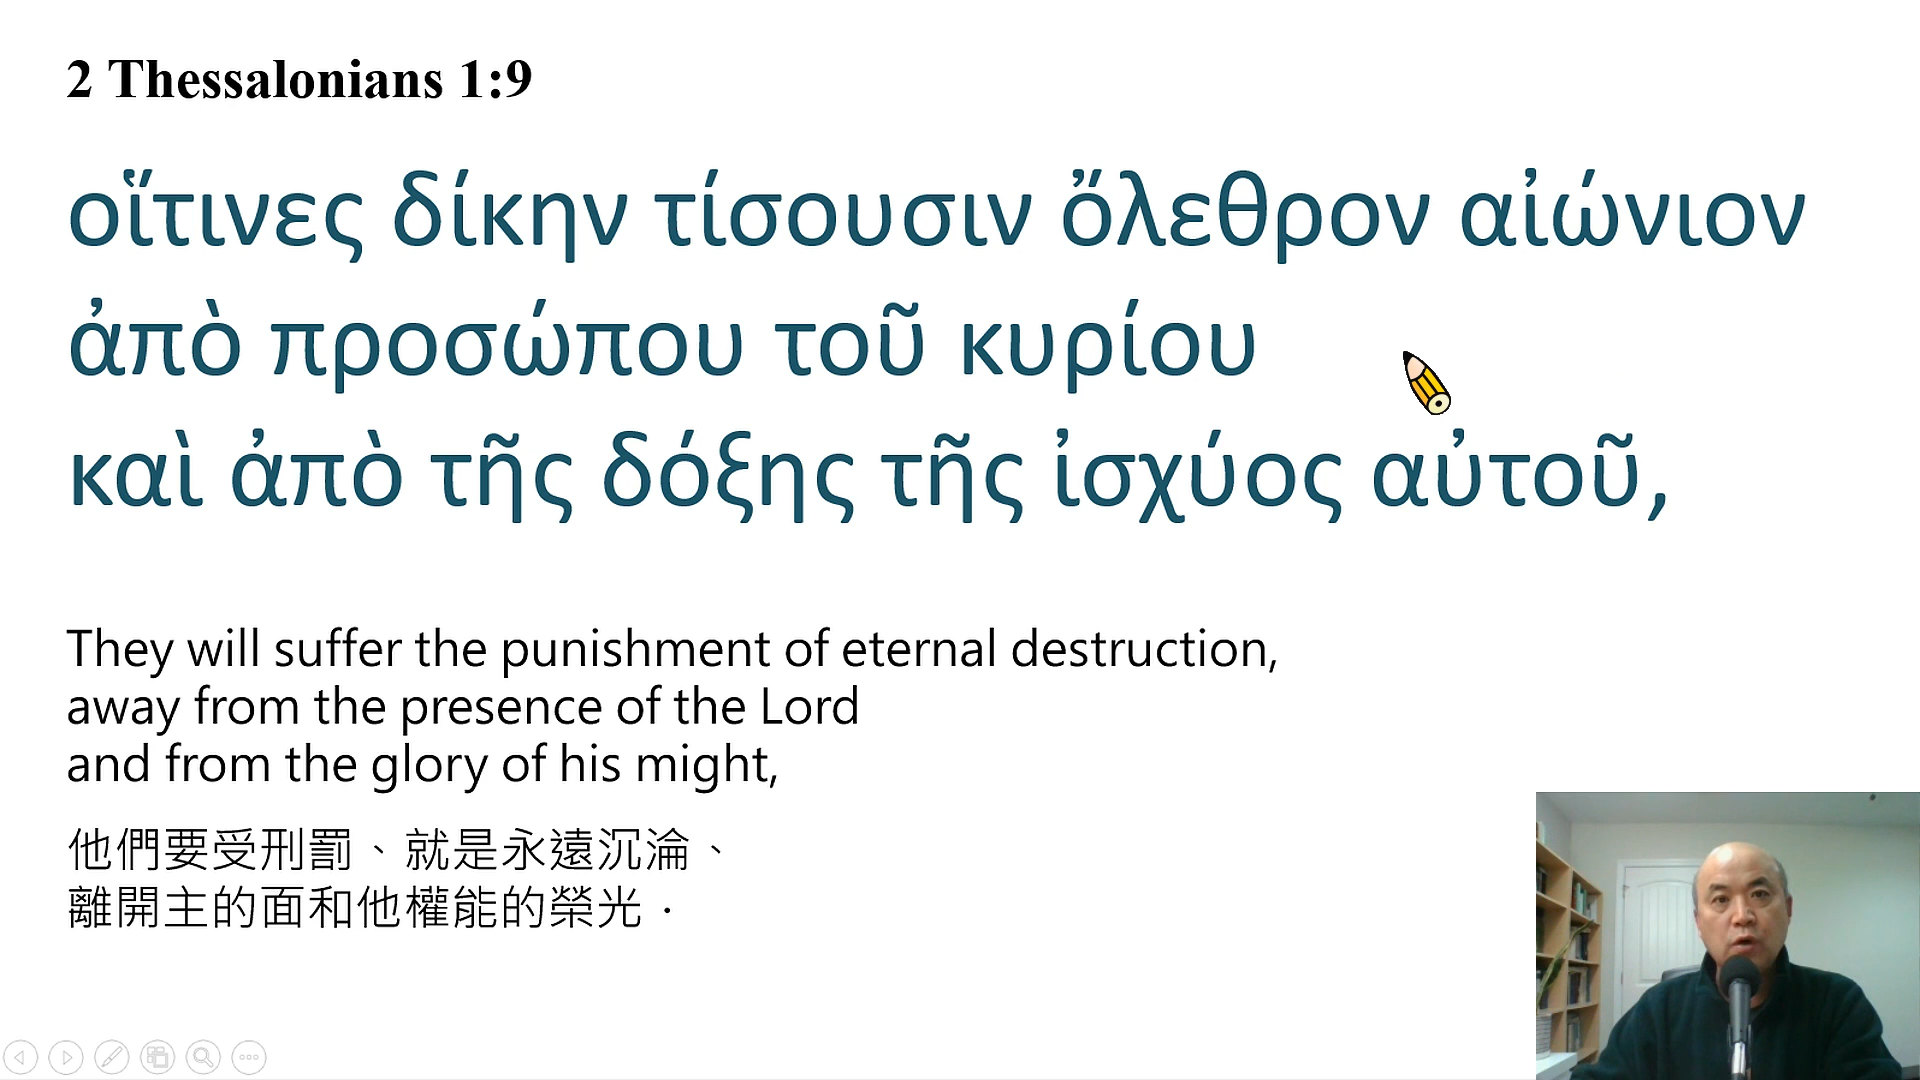 2 Thessalonians 1:9
οἵτινες δίκην τίσουσιν ὄλεθρον αἰώνιον
ἀπὸ προσώπου τοῦ κυρίου
καὶ ἀπὸ τῆς δόξης τῆς ἰσχύος αὐτοῦ,
They will suffer the punishment of eternal destruction,
away from the presence of the Lord
and from the glory of his might,
他們要受刑罰、就是永遠沉淪、
離開主的面和他權能的榮光．